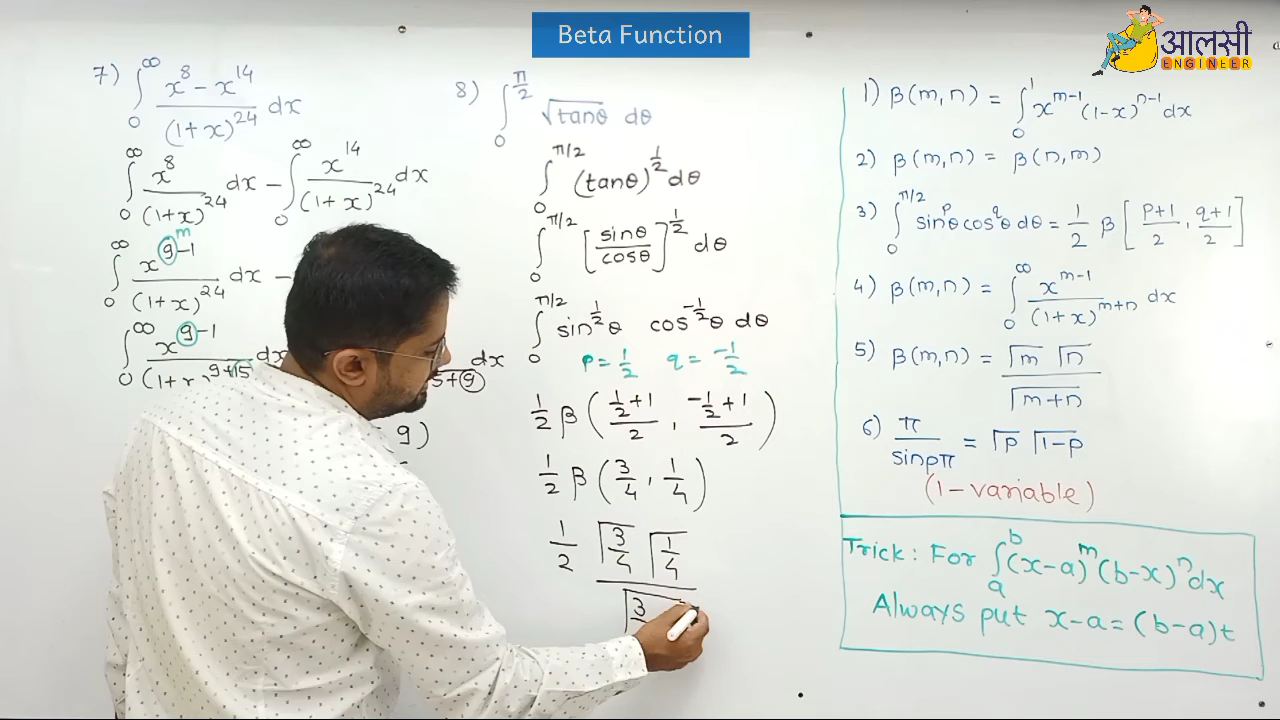 Beta Function
आलसी
ENGINEER
7) ∫₀^∞ (x⁸ − x¹⁴)/(1+x)²⁴ dx
∫₀^∞ x⁸/(1+x)²⁴ dx − ∫₀^∞ x¹⁴/(1+x)²⁴ dx
m
∫₀^∞ x^(9−1)/(1+x)²⁴ dx −
∫₀^∞ x^(9−1)/(1+x)^(9+15) dx
dx
5+9
9)
8) ∫₀^(π/2) √tanθ dθ
∫₀^(π/2) (tanθ)^(1/2) dθ
∫₀^(π/2) [sinθ/cosθ]^(1/2) dθ
∫₀^(π/2) sin^(1/2)θ cos^(−1/2)θ dθ
p = 1/2 q = −1/2
1/2 β((1/2+1)/2, (−1/2+1)/2)
1/2 β(3/4, 1/4)
1/2 Γ3/4 Γ1/4
Γ3
1) β(m,n) = ∫₀^1 x^(m−1) (1−x)^(n−1) dx
2) β(m,n) = β(n,m)
3) ∫₀^(π/2) sin^pθ cos^qθ dθ = 1/2 β[(p+1)/2, (q+1)/2]
4) β(m,n) = ∫₀^∞ x^(m−1)/(1+x)^(m+n) dx
5) β(m,n) = Γm Γn / Γm+n
6) π/sinpπ = Γp Γ1−p
(1−variable)
Trick: For ∫ₐ^b (x−a)^m (b−x)^n dx
Always put x−a = (b−a)t